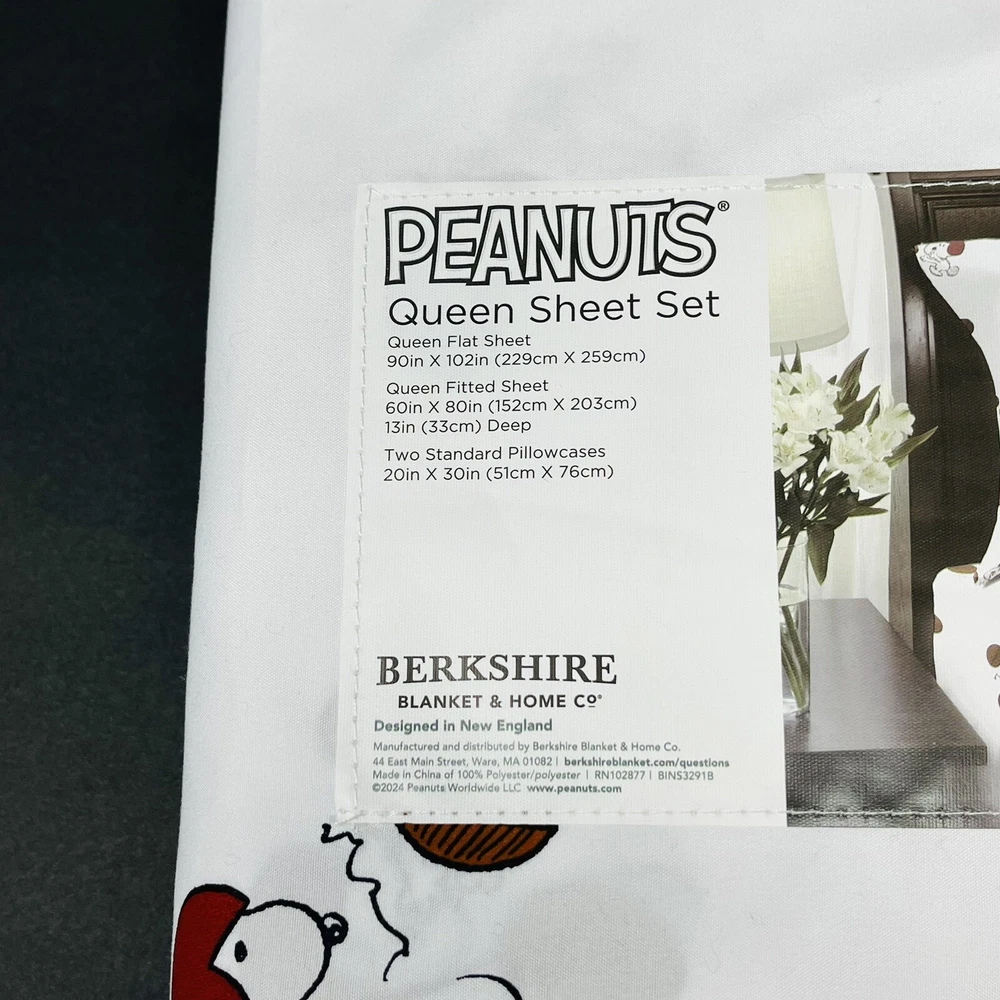 PEANUTS®
Queen Sheet Set
Queen Flat Sheet
90in X 102in (229cm X 259cm)
Queen Fitted Sheet
60in X 80in (152cm X 203cm)
13in (33cm) Deep
Two Standard Pillowcases
20in X 30in (51cm X 76cm)
BERKSHIRE
BLANKET & HOME Cº®
Designed in New England
Manufactured and distributed by Berkshire Blanket & Home Co.
44 East Main Street, Ware, MA 01082 | berkshireblanket.com/questions
Made in China of 100% Polyester/polyester | RN102877 | BINS3291B
©2024 Peanuts Worldwide LLC www.peanuts.com